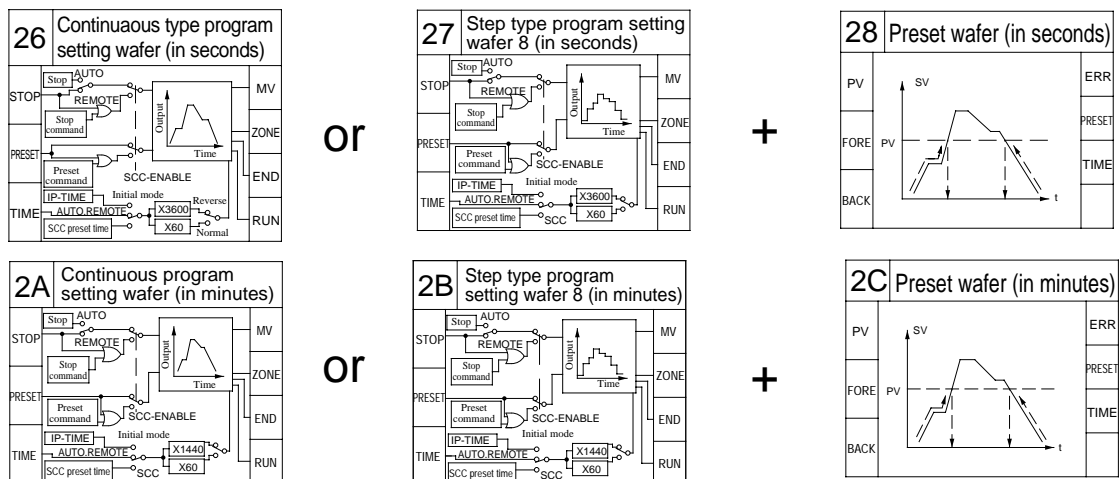 26 Continuaous type program
setting wafer (in seconds)
Stop AUTO
STOP
REMOTE
Stop
command
Output
Time
MV
ZONE
PRESET
Preset
command
SCC-ENABLE
END
IP-TIME Initial mode
Reverse
TIME AUTO.REMOTE X3600
SCC preset time X60
Normal
RUN
or
27 Step type program setting
wafer 8 (in seconds)
Stop AUTO
STOP
REMOTE
Stop
command
Output
Time
MV
ZONE
PRESET
Preset
command
SCC-ENABLE
END
IP-TIME Initial mode
TIME AUTO.REMOTE X3600
SCC preset time SCC X60
RUN
+
28 Preset wafer (in seconds)
PV SV ERR
PRESET
FORE PV
TIME
BACK t
2A Continuous program
setting wafer (in minutes)
Stop AUTO
STOP
REMOTE
Stop
command
Output
Time
MV
ZONE
PRESET
Preset
command
SCC-ENABLE
END
IP-TIME Initial mode
TIME AUTO.REMOTE X1440
SCC preset time SCC X60
RUN
or
2B Step type program
setting wafer 8 (in minutes)
Stop AUTO
STOP
REMOTE
Stop
command
Output
Time
MV
ZONE
PRESET
Preset
command
SCC-ENABLE
END
IP-TIME Initial mode
TIME AUTO.REMOTE X1440
SCC preset time SCC X60
RUN
+
2C Preset wafer (in minutes)
PV SV ERR
PRESET
FORE PV
TIME
BACK t